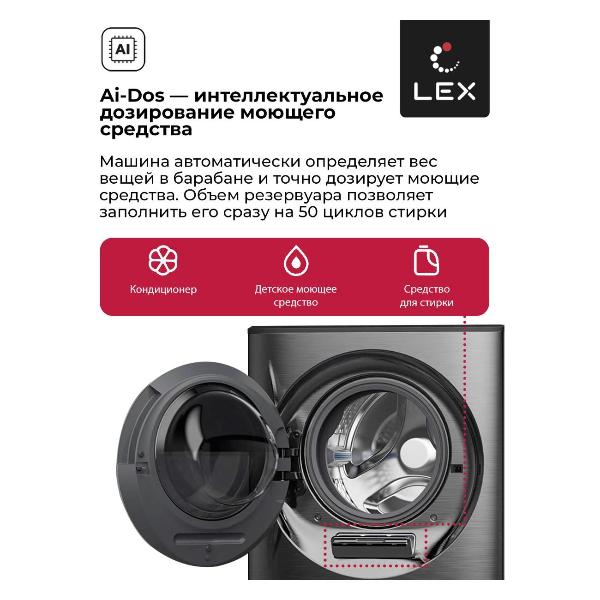 AI
LEX
Ai-Dos — интеллектуальное
дозирование моющего
средства
Машина автоматически определяет вес
вещей в барабане и точно дозирует моющие
средства. Объем резервуара позволяет
заполнить его сразу на 50 циклов стирки
Кондиционер
Детское моющее
средство
Средство
для стирки